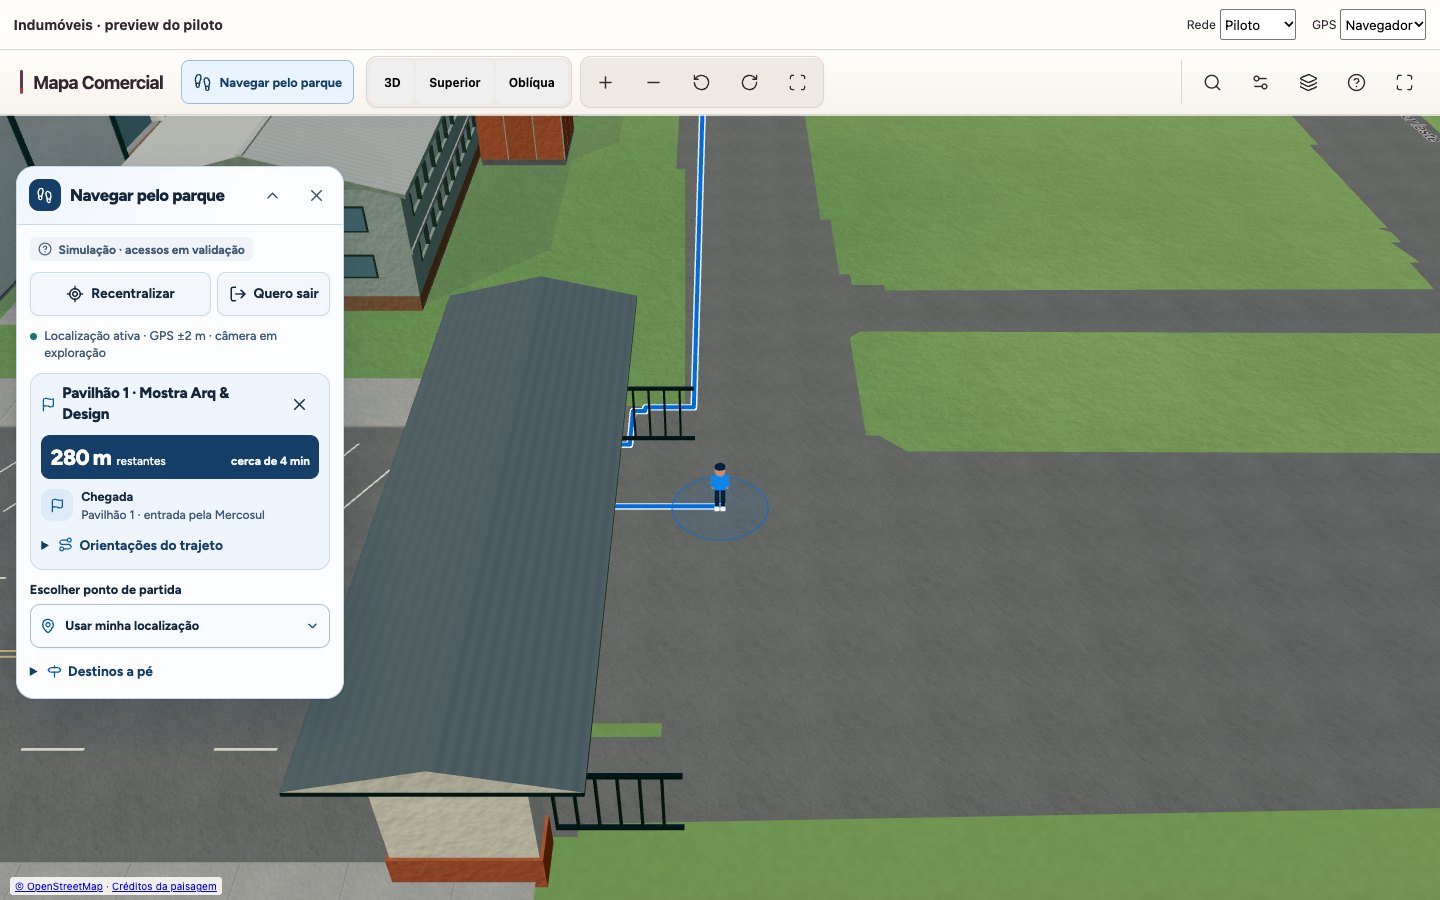 Indumóveis · preview do piloto
Rede Piloto GPS Navegador
Mapa Comercial
Navegar pelo parque
3D Superior Oblíqua
Navegar pelo parque
Simulação · acessos em validação
Recentralizar
Quero sair
Localização ativa · GPS ±2 m · câmera em
exploração
Pavilhão 1 · Mostra Arq &
Design
280 m restantes cerca de 4 min
Chegada
Pavilhão 1 · entrada pela Mercosul
Orientações do trajeto
Escolher ponto de partida
Usar minha localização
Destinos a pé
© OpenStreetMap · Créditos da paisagem